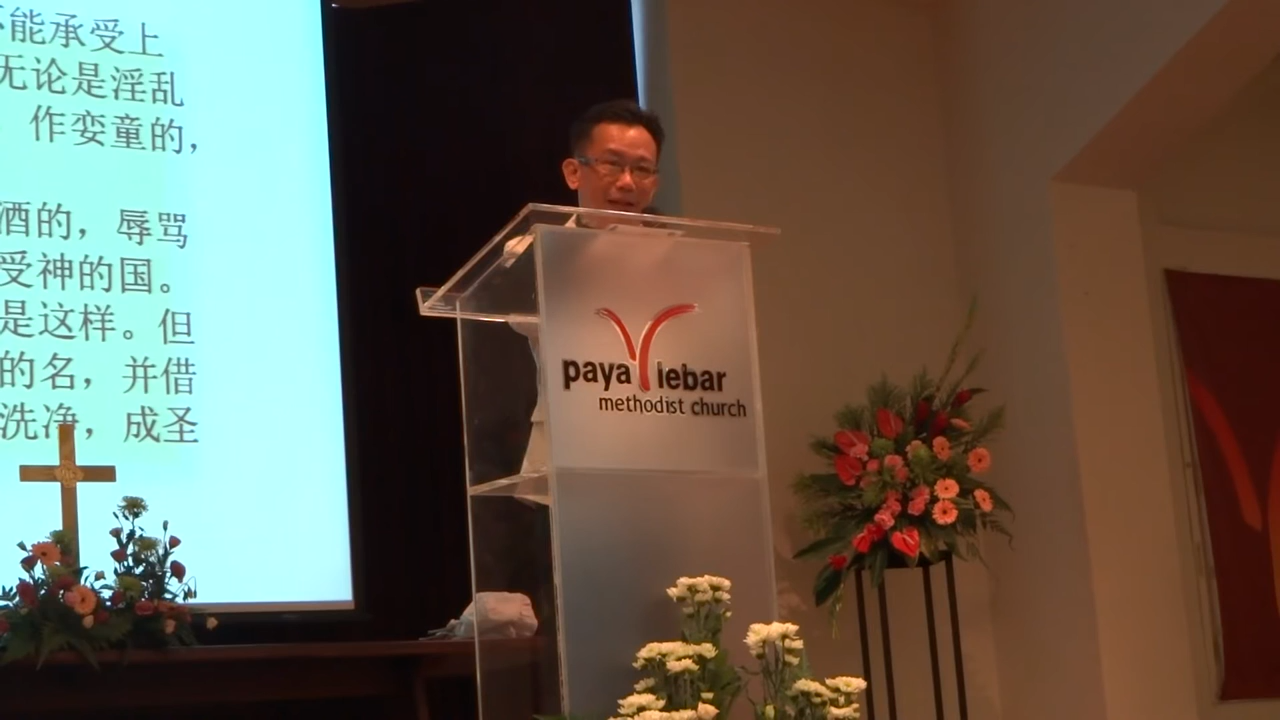 不能承受上
无论是淫乱
作娈童的，
酒的，辱骂
受神的国。
是这样。但
的名，并借
洗净，成圣
paya lebar
methodist church